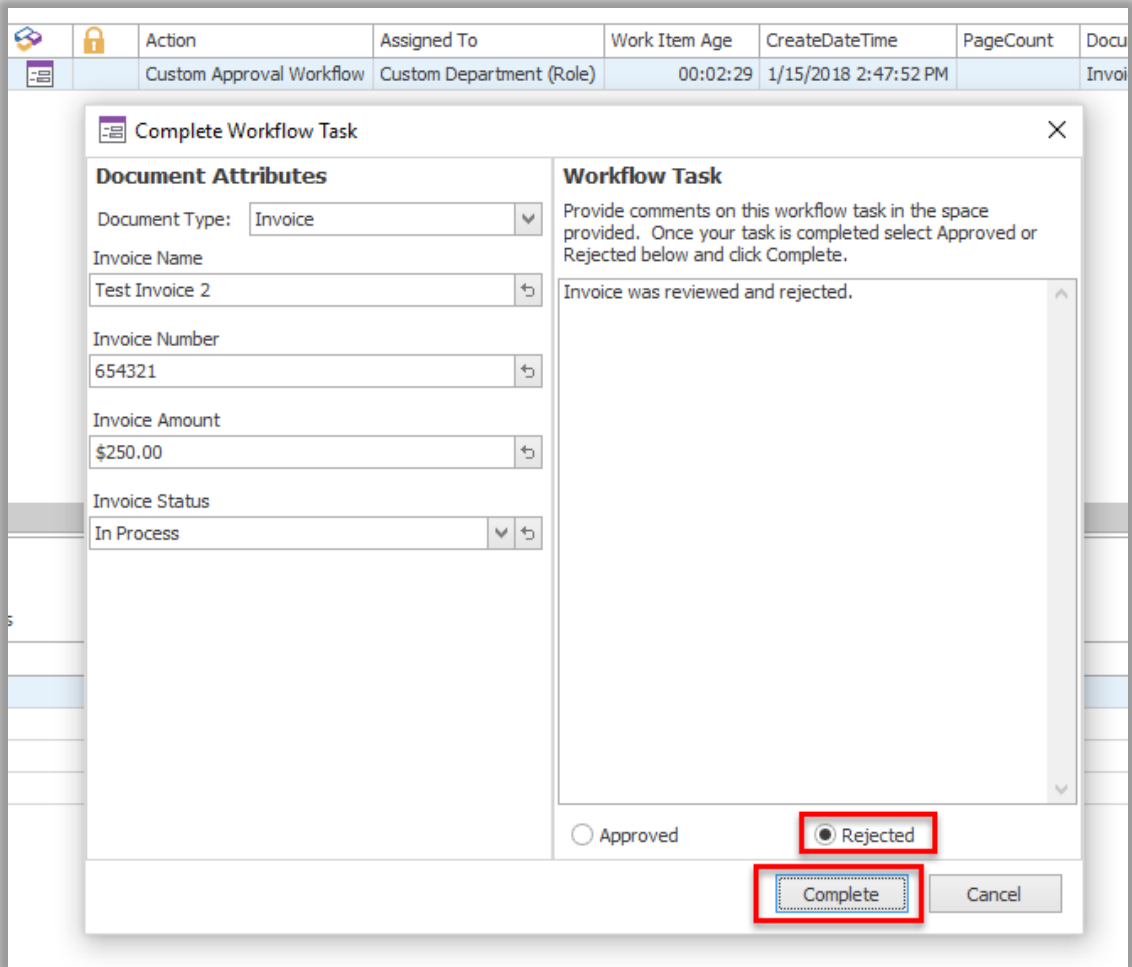 Action Assigned To Work Item Age CreateDateTime PageCount Docu
Custom Approval Workflow Custom Department (Role) 00:02:29 1/15/2018 2:47:52 PM Invoi
Complete Workflow Task
Document Attributes
Document Type: Invoice
Invoice Name
Test Invoice 2
Invoice Number
654321
Invoice Amount
$250.00
Invoice Status
In Process
Workflow Task
Provide comments on this workflow task in the space
provided. Once your task is completed select Approved or
Rejected below and click Complete.
Invoice was reviewed and rejected.
Approved Rejected
Complete Cancel
s